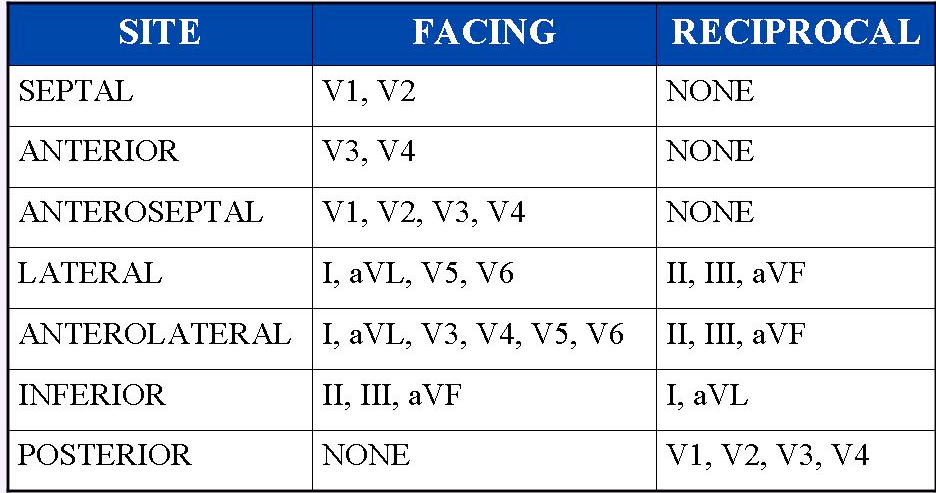 SITE FACING RECIPROCAL
SEPTAL V1, V2 NONE
ANTERIOR V3, V4 NONE
ANTEROSEPTAL V1, V2, V3, V4 NONE
LATERAL I, aVL, V5, V6 II, III, aVF
ANTEROLATERAL I, aVL, V3, V4, V5, V6 II, III, aVF
INFERIOR II, III, aVF I, aVL
POSTERIOR NONE V1, V2, V3, V4